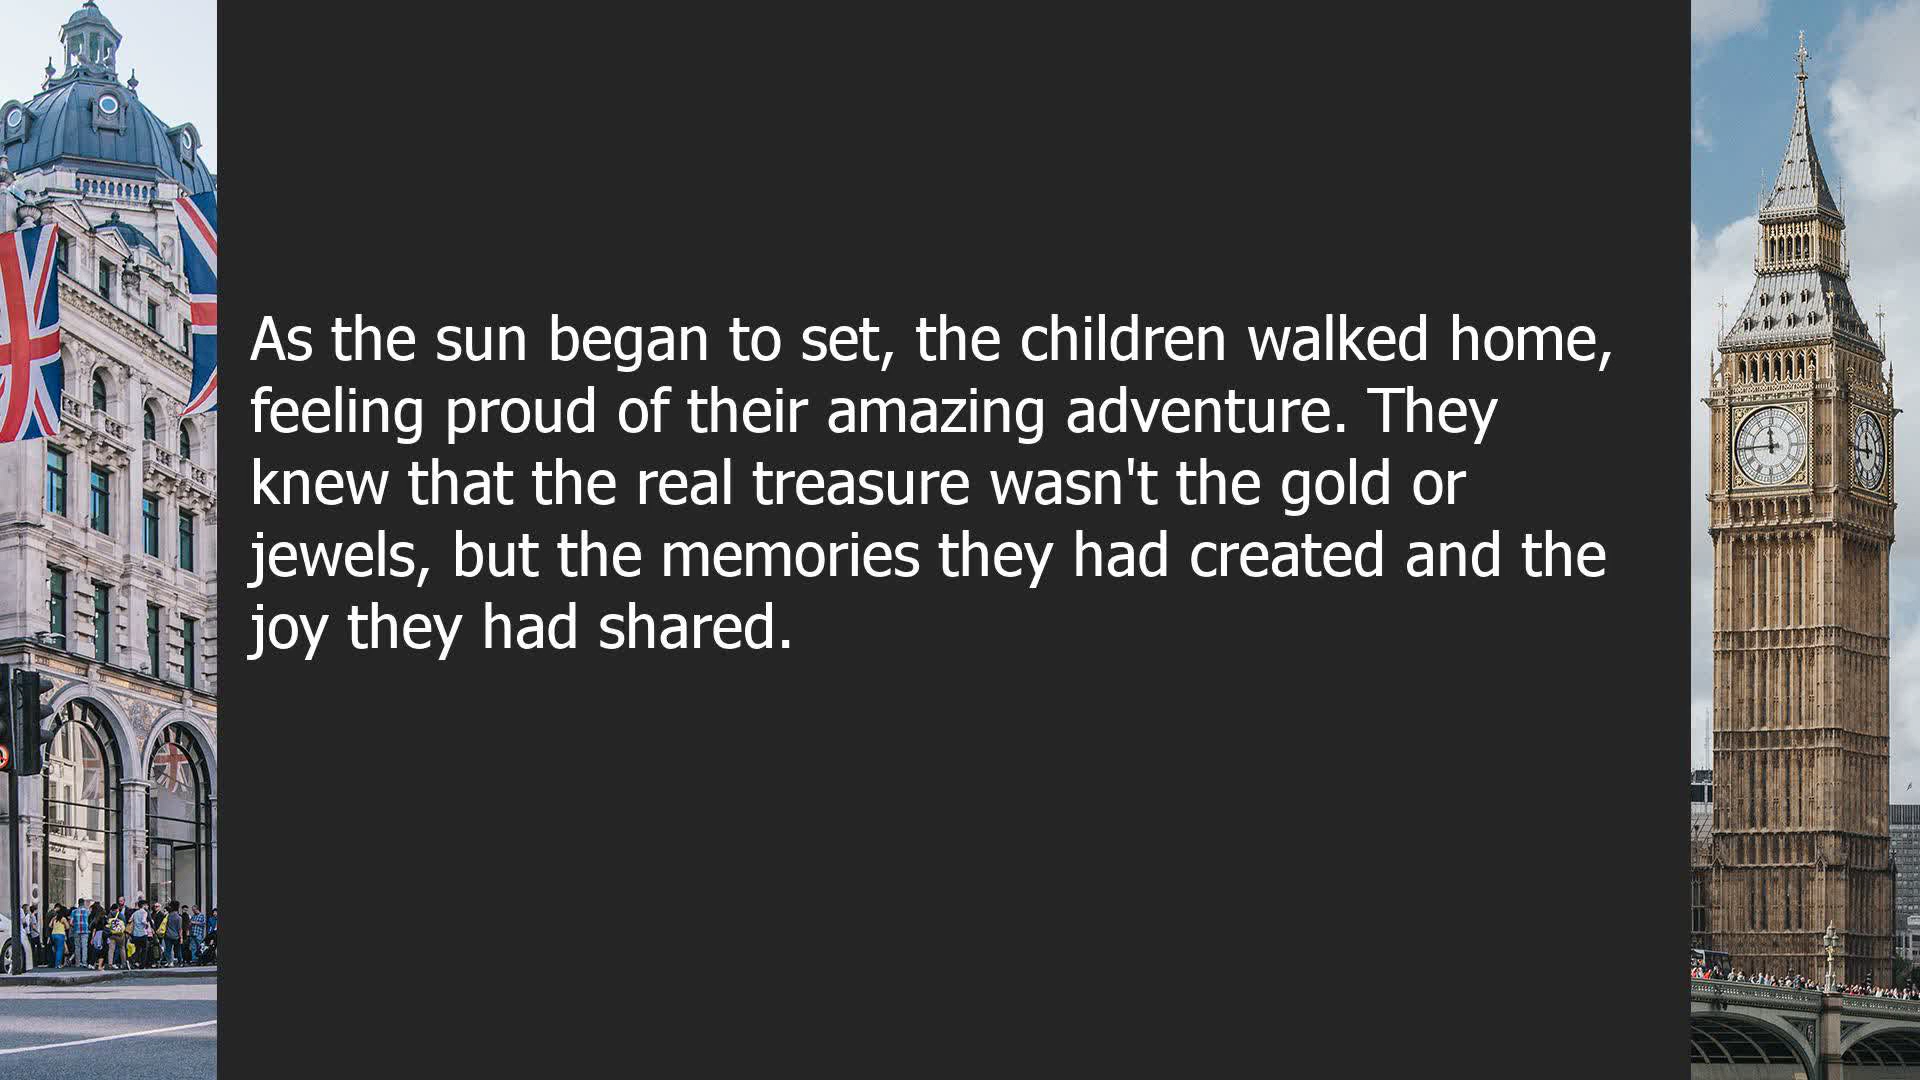 As the sun began to set, the children walked home,
feeling proud of their amazing adventure. They
knew that the real treasure wasn't the gold or
jewels, but the memories they had created and the
joy they had shared.